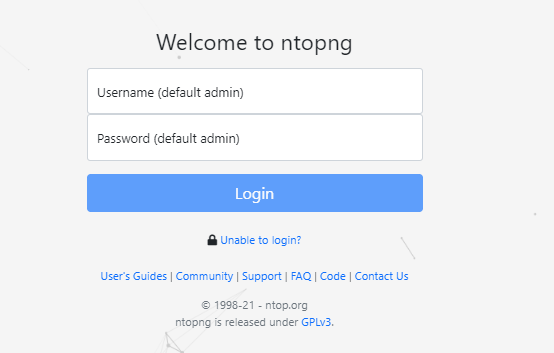 Welcome to ntopng
Username (default admin)
Password (default admin)
Login
Unable to login?
User's Guides | Community | Support | FAQ | Code | Contact Us
© 1998-21 - ntop.org
ntopng is released under GPLv3.